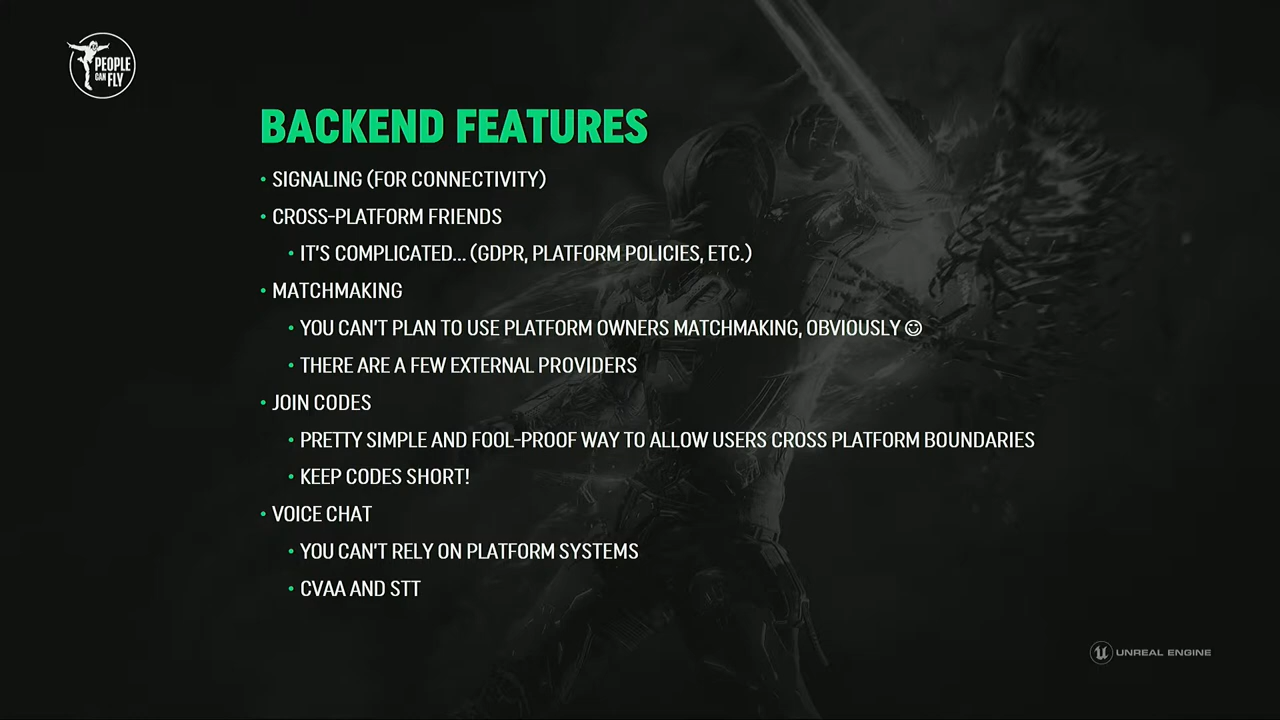 PEOPLE
CAN
FLY
BACKEND FEATURES
• SIGNALING (FOR CONNECTIVITY)
• CROSS-PLATFORM FRIENDS
• IT'S COMPLICATED... (GDPR, PLATFORM POLICIES, ETC.)
• MATCHMAKING
• YOU CAN'T PLAN TO USE PLATFORM OWNERS MATCHMAKING, OBVIOUSLY ☺
• THERE ARE A FEW EXTERNAL PROVIDERS
• JOIN CODES
• PRETTY SIMPLE AND FOOL-PROOF WAY TO ALLOW USERS CROSS PLATFORM BOUNDARIES
• KEEP CODES SHORT!
• VOICE CHAT
• YOU CAN'T RELY ON PLATFORM SYSTEMS
• CVAA AND STT
UNREAL ENGINE